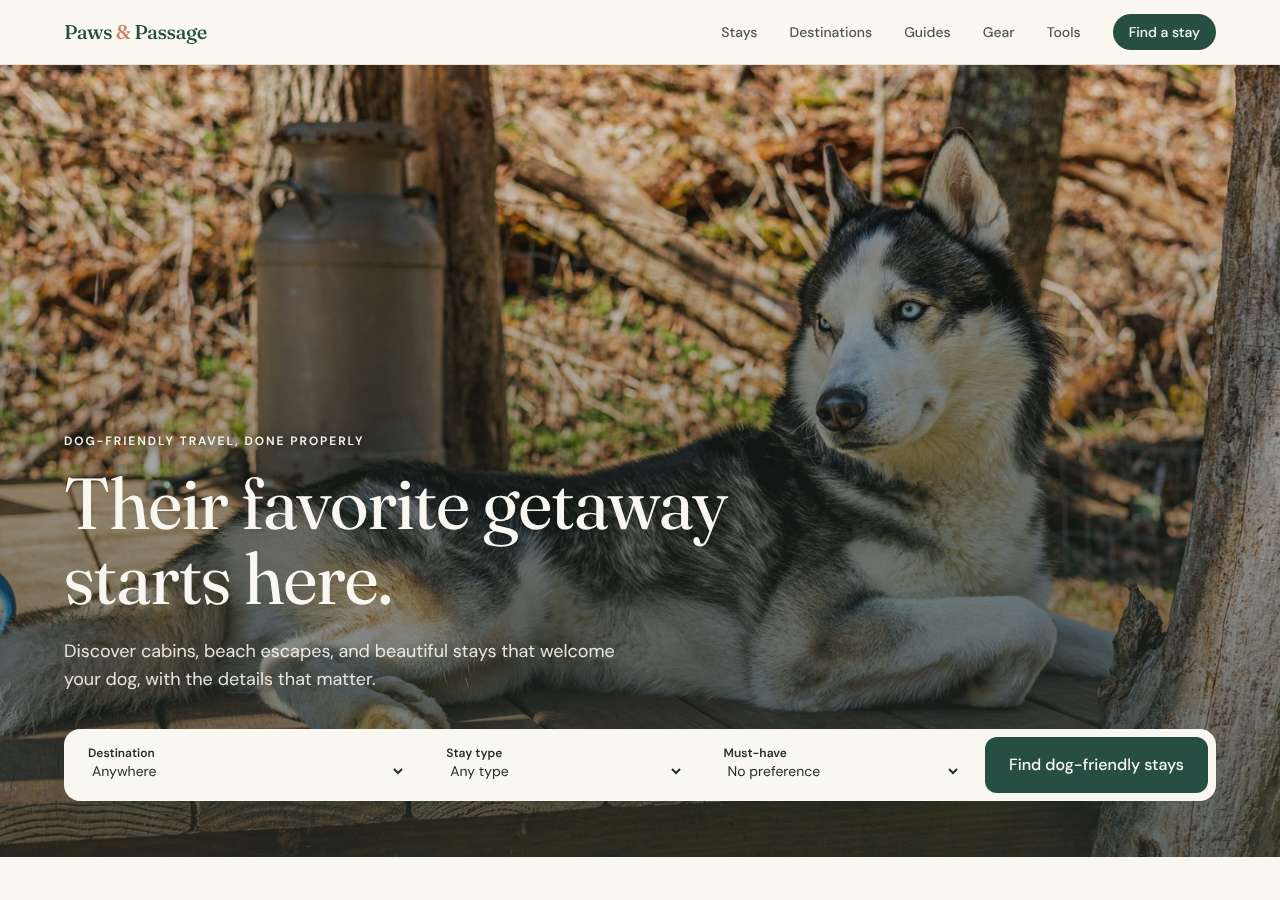 Paws & Passage
Stays
Destinations
Guides
Gear
Tools
Find a stay
DOG-FRIENDLY TRAVEL, DONE PROPERLY
Their favorite getaway
starts here.
Discover cabins, beach escapes, and beautiful stays that welcome
your dog, with the details that matter.
Destination
Anywhere
Stay type
Any type
Must-have
No preference
Find dog-friendly stays